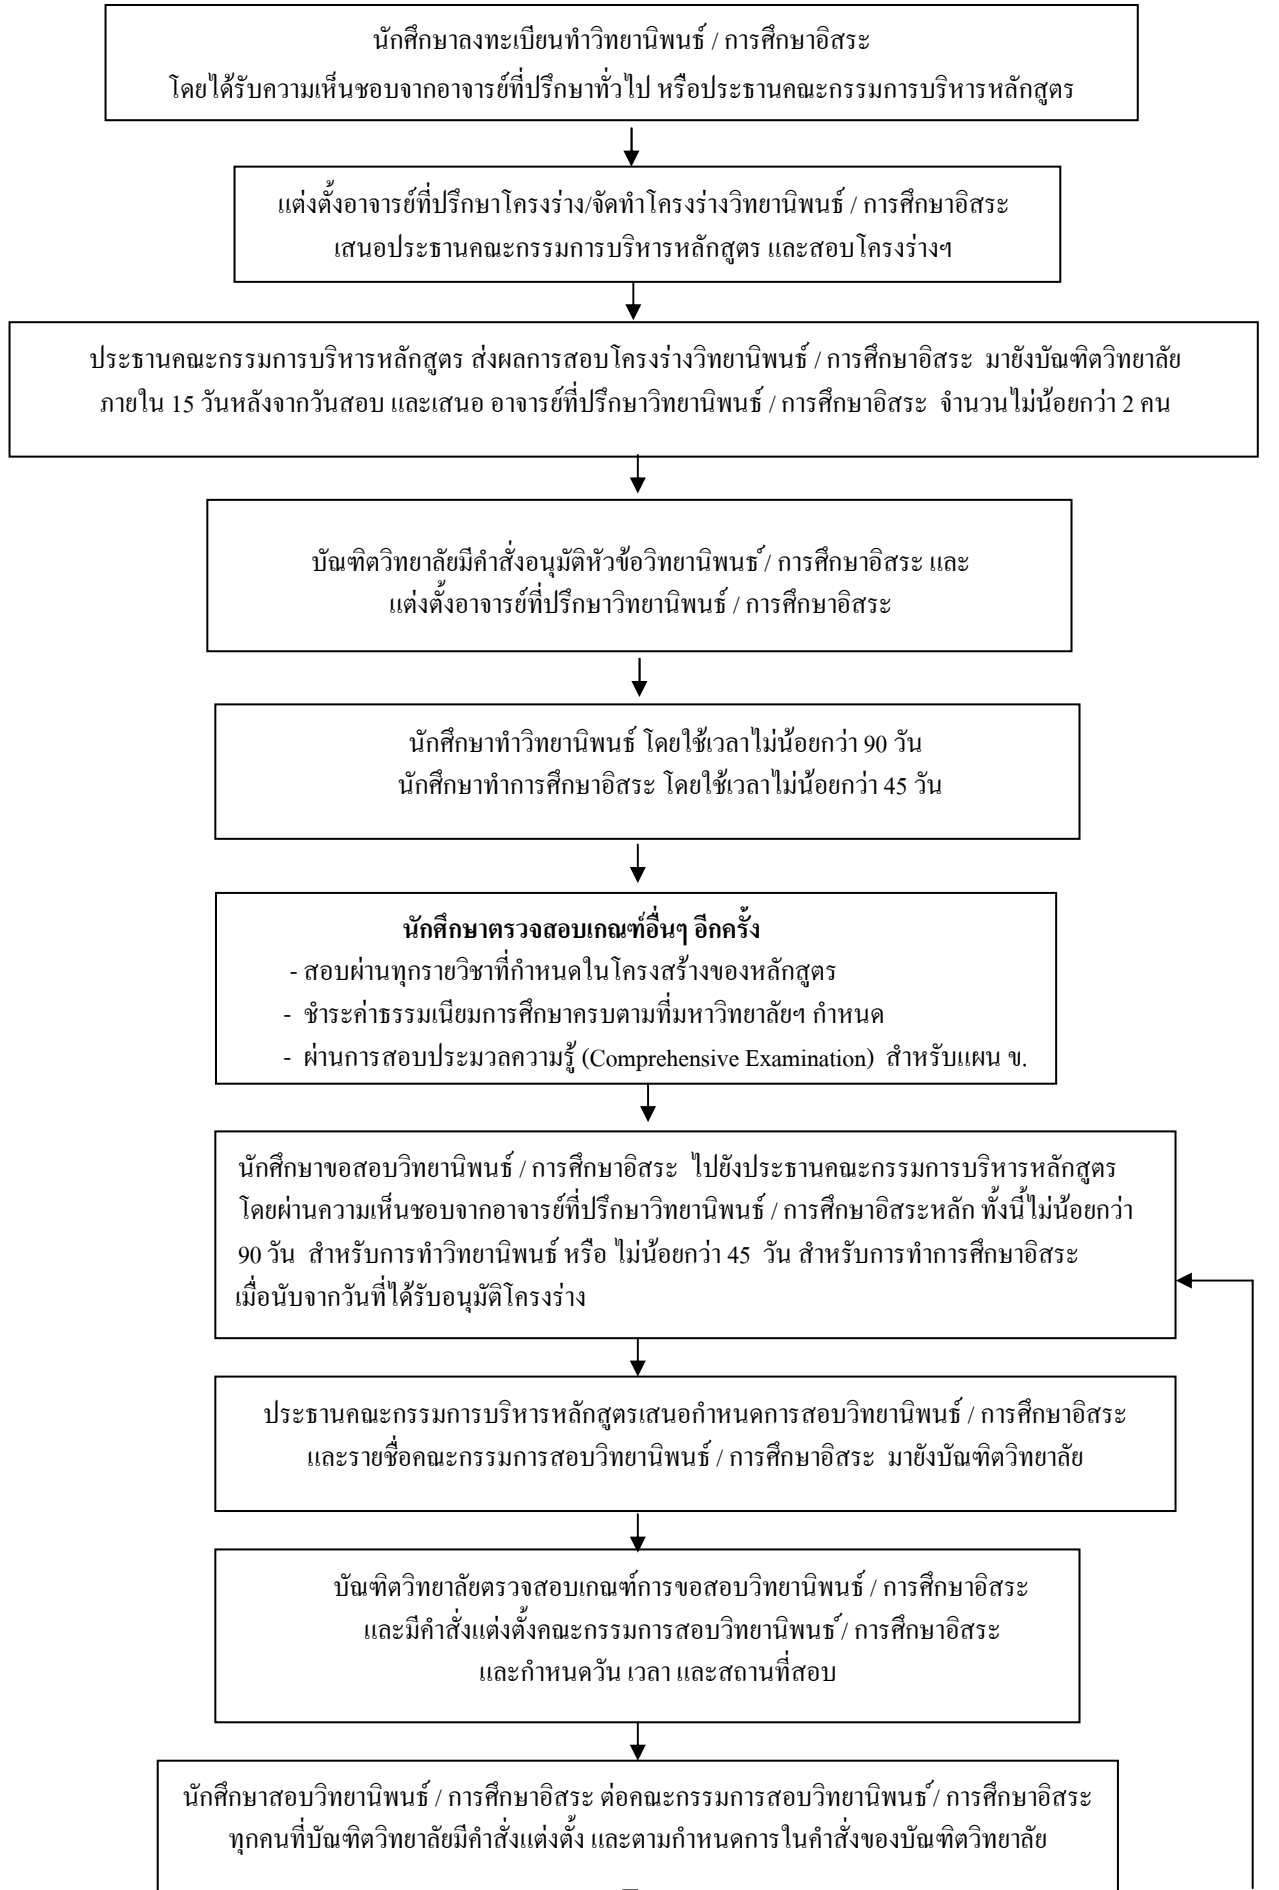 นักศึกษาลงทะเบียนทำวิทยานิพนธ์ / การศึกษาอิสระ
โดยได้รับความเห็นชอบจากอาจารย์ที่ปรึกษาทั่วไป หรือประธานคณะกรรมการบริหารหลักสูตร
แต่งตั้งอาจารย์ที่ปรึกษาโครงร่าง/จัดทำโครงร่างวิทยานิพนธ์ / การศึกษาอิสระ
เสนอประธานคณะกรรมการบริหารหลักสูตร และสอบโครงร่างฯ
ประธานคณะกรรมการบริหารหลักสูตร ส่งผลการสอบโครงร่างวิทยานิพนธ์ / การศึกษาอิสระ มายังบัณฑิตวิทยาลัย
ภายใน 15 วันหลังจากวันสอบ และเสนอ อาจารย์ที่ปรึกษาวิทยานิพนธ์ / การศึกษาอิสระ จำนวนไม่น้อยกว่า 2 คน
บัณฑิตวิทยาลัยมีคำสั่งอนุมัติหัวข้อวิทยานิพนธ์ / การศึกษาอิสระ และ
แต่งตั้งอาจารย์ที่ปรึกษาวิทยานิพนธ์ / การศึกษาอิสระ
นักศึกษาทำวิทยานิพนธ์ โดยใช้เวลาไม่น้อยกว่า 90 วัน
นักศึกษาทำการศึกษาอิสระ โดยใช้เวลาไม่น้อยกว่า 45 วัน
นักศึกษาตรวจสอบเกณฑ์อื่นๆ อีกครั้ง
- สอบผ่านทุกรายวิชาที่กำหนดในโครงสร้างของหลักสูตร
- ชำระค่าธรรมเนียมการศึกษาครบตามที่มหาวิทยาลัยฯ กำหนด
- ผ่านการสอบประมวลความรู้ (Comprehensive Examination) สำหรับแผน ข.
นักศึกษาขอสอบวิทยานิพนธ์ / การศึกษาอิสระ ไปยังประธานคณะกรรมการบริหารหลักสูตร
โดยผ่านความเห็นชอบจากอาจารย์ที่ปรึกษาวิทยานิพนธ์ / การศึกษาอิสระหลัก ทั้งนี้ไม่น้อยกว่า
90 วัน สำหรับการทำวิทยานิพนธ์ หรือ ไม่น้อยกว่า 45 วัน สำหรับการทำการศึกษาอิสระ
เมื่อนับจากวันที่ได้รับอนุมัติโครงร่าง
ประธานคณะกรรมการบริหารหลักสูตรเสนอกำหนดการสอบวิทยานิพนธ์ / การศึกษาอิสระ
และรายชื่อคณะกรรมการสอบวิทยานิพนธ์ / การศึกษาอิสระ มายังบัณฑิตวิทยาลัย
บัณฑิตวิทยาลัยตรวจสอบเกณฑ์การขอสอบวิทยานิพนธ์ / การศึกษาอิสระ
และมีคำสั่งแต่งตั้งคณะกรรมการสอบวิทยานิพนธ์ / การศึกษาอิสระ
และกำหนดวัน เวลา และสถานที่สอบ
นักศึกษาสอบวิทยานิพนธ์ / การศึกษาอิสระ ต่อคณะกรรมการสอบวิทยานิพนธ์ / การศึกษาอิสระ
ทุกคนที่บัณฑิตวิทยาลัยมีคำสั่งแต่งตั้ง และตามกำหนดการในคำสั่งของบัณฑิตวิทยาลัย